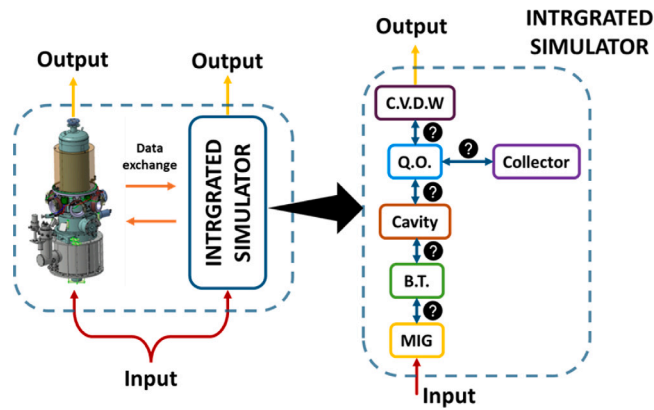 INTRGRATED
SIMULATOR
Output
Output
Output
Data
exchange
INTRGRATED
SIMULATOR
Input
C.V.D.W
?
Q.O.
?
Collector
?
Cavity
?
B.T.
?
MIG
Input